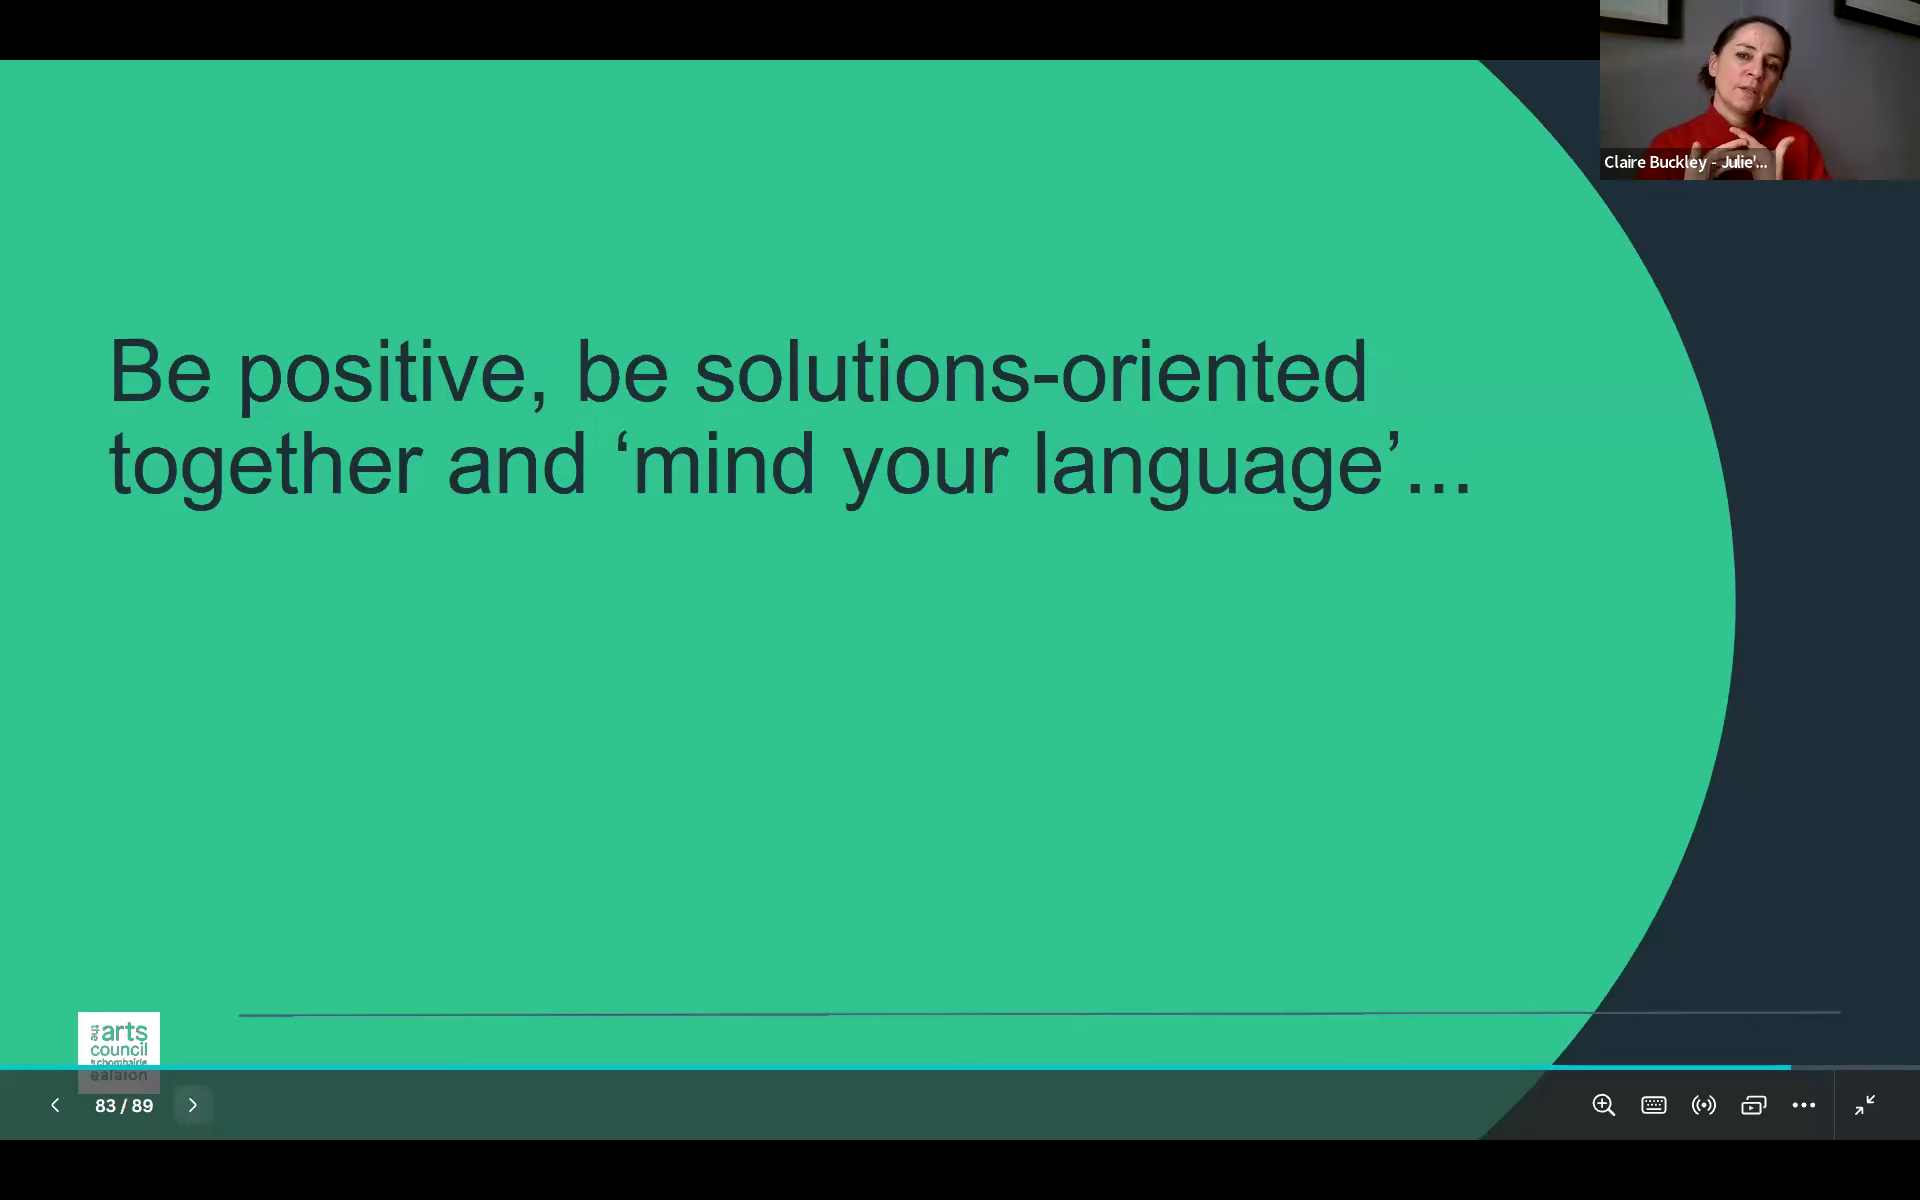 Claire Buckley - Julie'...
Be positive, be solutions-oriented
together and ‘mind your language’...
the arts
council
chomhairle
ealaíon
83 / 89